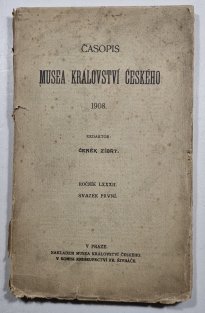 ČASOPIS
MUSEA KRÁLOVSTVÍ ČESKÉHO
1908.
REDAKTOR:
ČENĚK ZÍBRT.
ROČNÍK LXXXII.
SVAZEK PRVNÍ.
V PRAZE.
NÁKLADEM MUSEA KRÁLOVSTVÍ ČESKÉHO
V KOMISI KNIHKUPECTVÍ FR. ŘIVNÁČE.